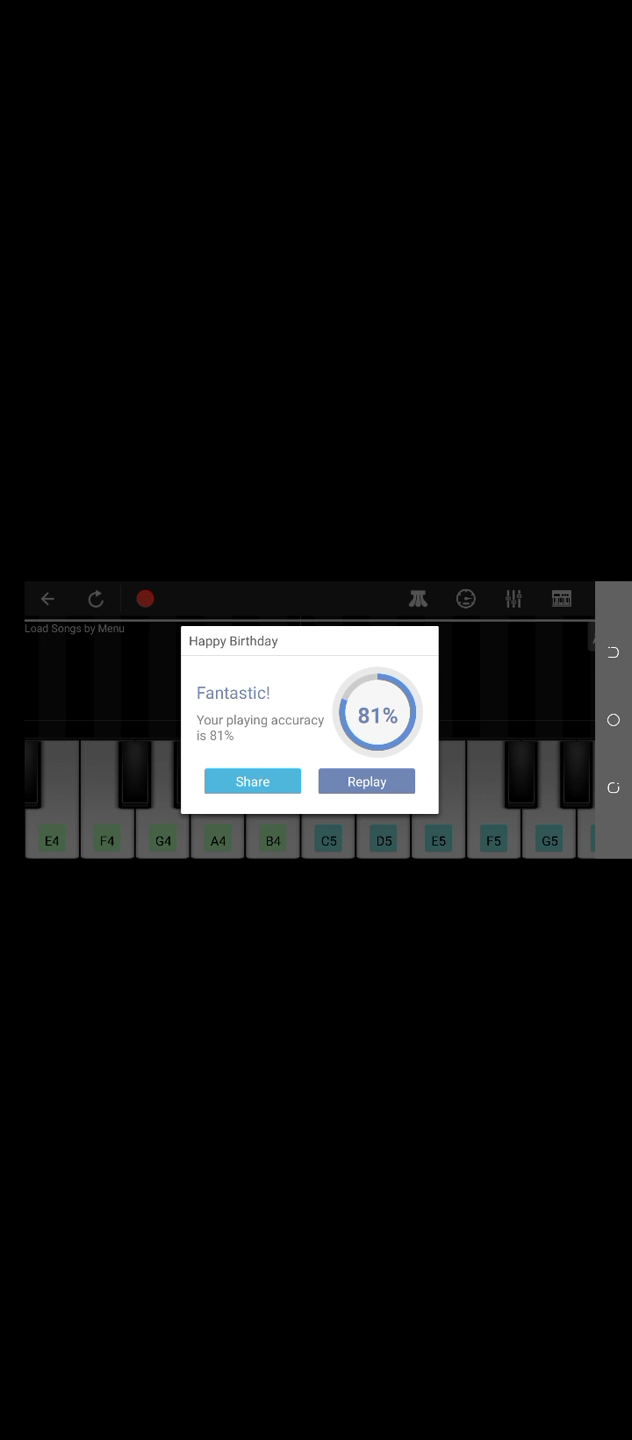 Load Songs by Menu
Happy Birthday
Fantastic!
Your playing accuracy
is 81%
81%
Share
Replay
E4 F4 G4 A4 B4 C5 D5 E5 F5 G5